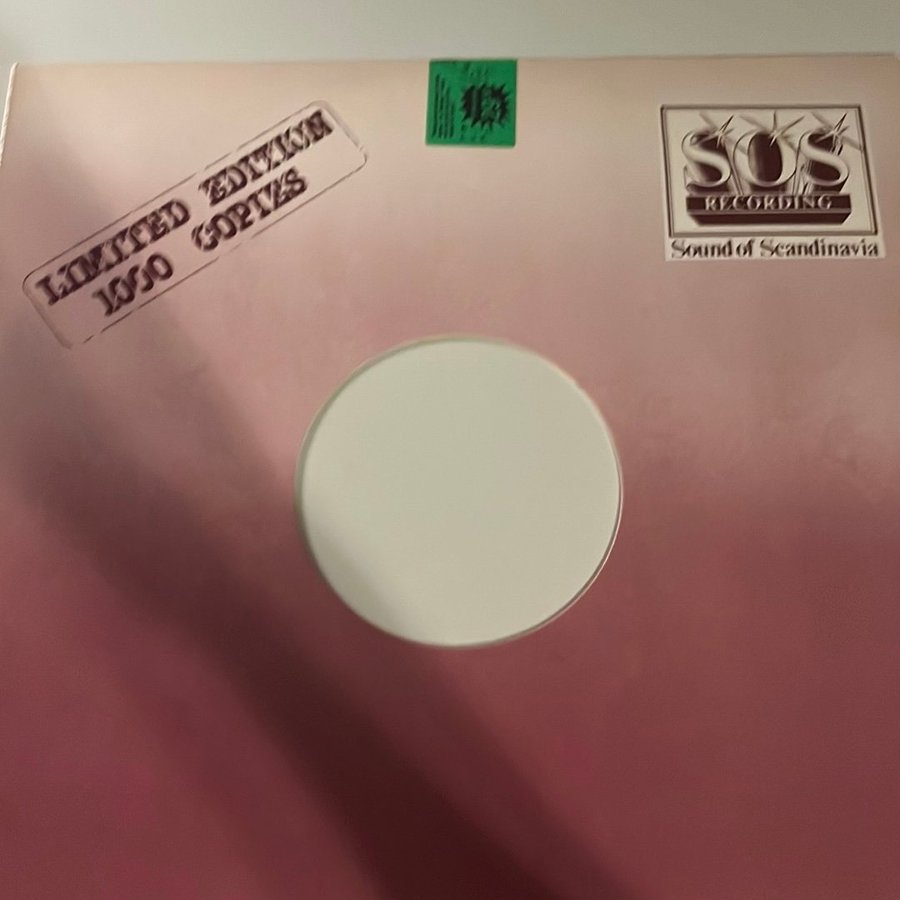 LIMITED EDITION
1000 COPIES
SOS
RECORDING
Sound of Scandinavia